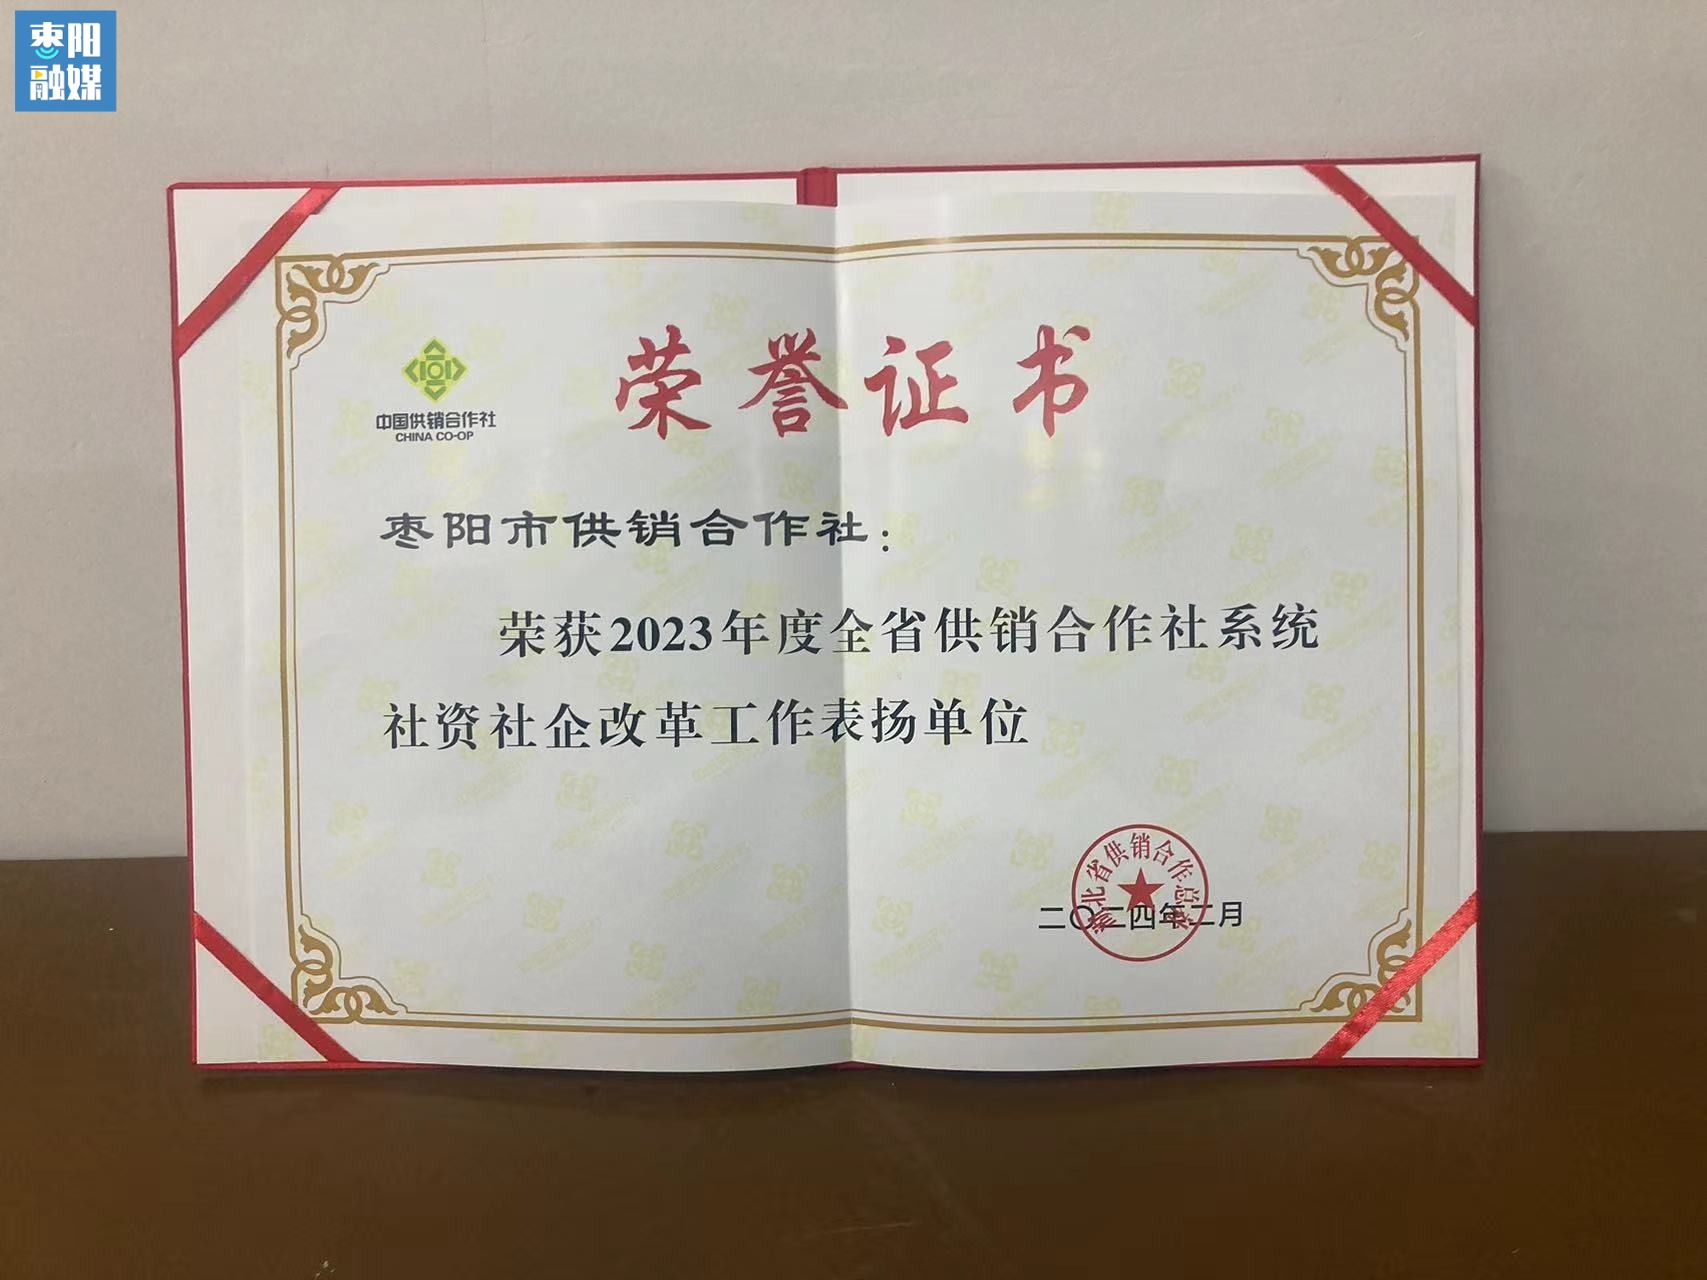 枣阳
融媒
荣誉证书
中国供销合作社
CHINA CO-OP
枣阳市供销合作社：
荣获2023年度全省供销合作社系统
社资社企改革工作表扬单位
湖北省供销合作总社
二〇二四年二月